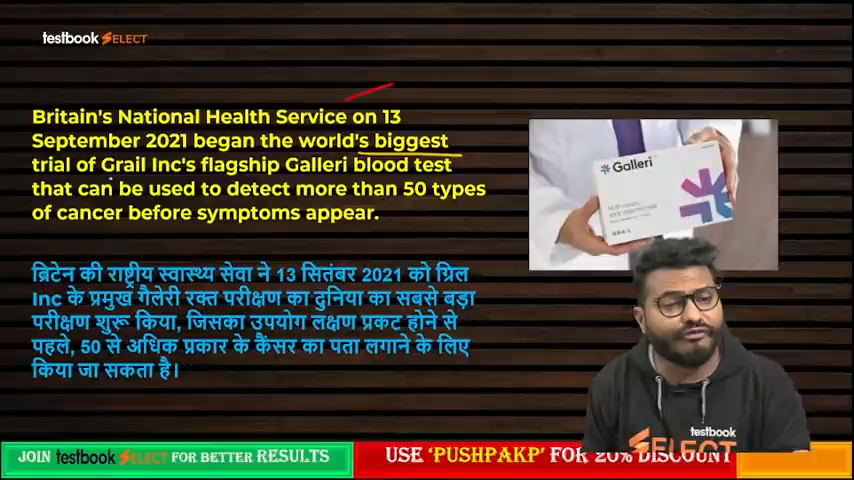 testbook SELECT
Britain's National Health Service on 13
September 2021 began the world's biggest
trial of Grail Inc's flagship Galleri blood test
that can be used to detect more than 50 types
of cancer before symptoms appear.
Galleri
GRAIL
ब्रिटेन की राष्ट्रीय स्वास्थ्य सेवा ने 13 सितंबर 2021 को ग्रिल
Inc के प्रमुख गैलेरी रक्त परीक्षण का दुनिया का सबसे बड़ा
परीक्षण शुरू किया, जिसका उपयोग लक्षण प्रकट होने से
पहले, 50 से अधिक प्रकार के कैंसर का पता लगाने के लिए
किया जा सकता है।
testbook
SELECT
JOIN testbook SELECT FOR BETTER RESULTS
USE 'PUSHPAKP' FOR 20% DISCOUNT